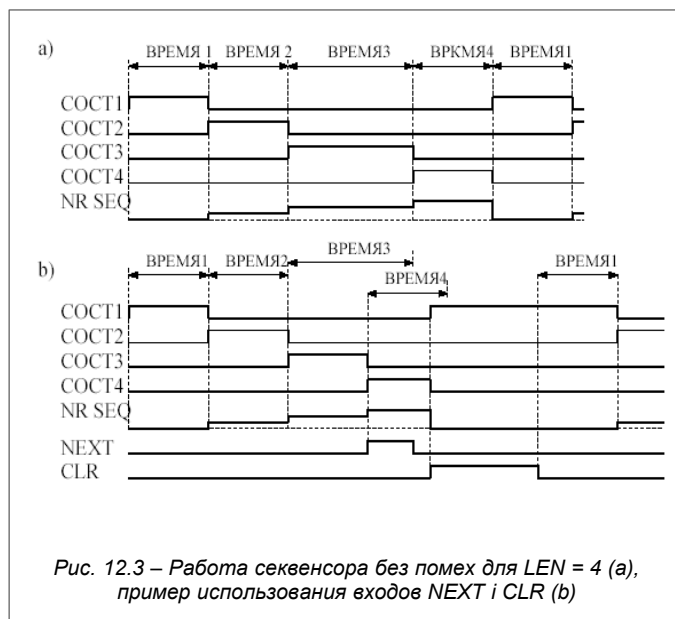 a)
ВРЕМЯ 1 ВРЕМЯ 2 ВРЕМЯ3 ВРКМЯ4 ВРЕМЯ1
СОСТ1
СОСТ2
СОСТ3
СОСТ4
NR SEQ
b)
ВРЕМЯ3
ВРЕМЯ1 ВРЕМЯ2 ВРЕМЯ1
ВРЕМЯ4
СОСТ1
СОСТ2
СОСТ3
СОСТ4
NR SEQ
NEXT
CLR
Рис. 12.3 – Работа секвенсора без помех для LEN = 4 (a),
пример использования входов NEXT і CLR (b)